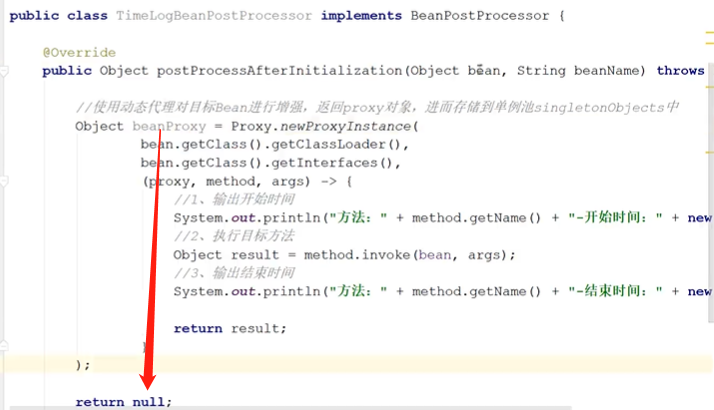 public class TimeLogBeanPostProcessor implements BeanPostProcessor {
@Override
public Object postProcessAfterInitialization(Object bean, String beanName) throws
//使用动态代理对目标Bean进行增强，返回proxy对象，进而存储到单例池singletonObjects中
Object beanProxy = Proxy.newProxyInstance(
bean.getClass().getClassLoader(),
bean.getClass().getInterfaces(),
(proxy, method, args) -> {
//1、输出开始时间
System.out.println("方法：" + method.getName() + "-开始时间：" + new
//2、执行目标方法
Object result = method.invoke(bean, args);
//3、输出结束时间
System.out.println("方法：" + method.getName() + "-结束时间：" + new
return result;
}
);
return null;